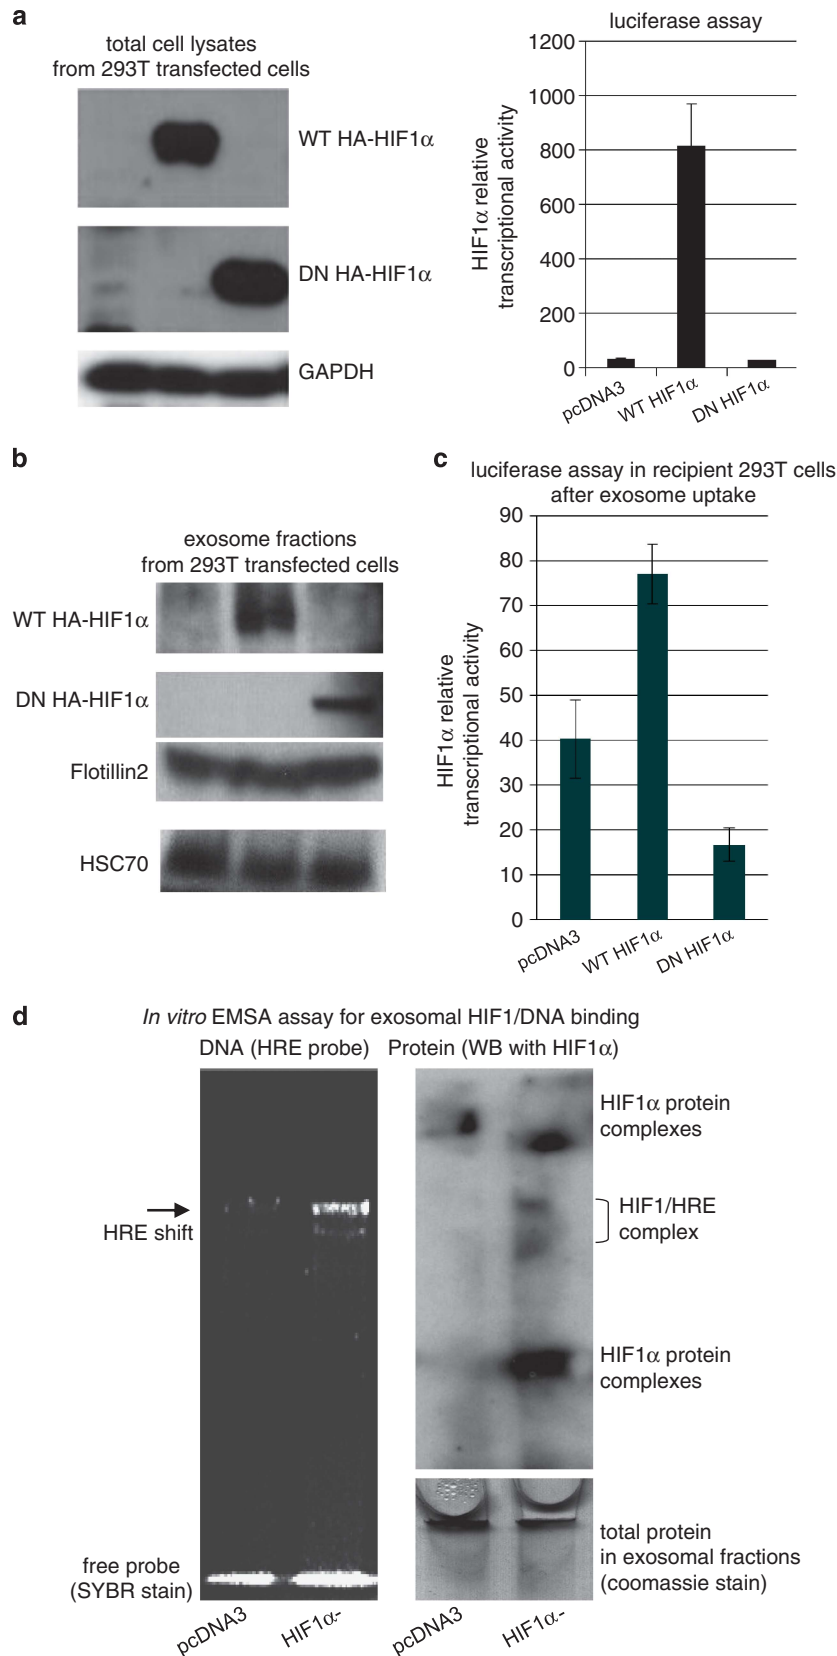 a
total cell lysates
from 293T transfected cells
WT HA-HIF1α
DN HA-HIF1α
GAPDH
luciferase assay
HIF1α relative
transcriptional activity
1200
1000
800
600
400
200
0
pcDNA3
WT HIF1α
DN HIF1α
b
exosome fractions
from 293T transfected cells
WT HA-HIF1α
DN HA-HIF1α
Flotillin2
HSC70
c
luciferase assay in recipient 293T cells
after exosome uptake
HIF1α relative
transcriptional activity
90
80
70
60
50
40
30
20
10
0
pcDNA3
WT HIF1α
DN HIF1α
d
In vitro EMSA assay for exosomal HIF1/DNA binding
DNA (HRE probe)
Protein (WB with HIF1α)
HRE shift
free probe
(SYBR stain)
pcDNA3
HIF1α-
HIF1α protein
complexes
HIF1/HRE
complex
HIF1α protein
complexes
total protein
in exosomal fractions
(coomassie stain)
pcDNA3
HIF1α-